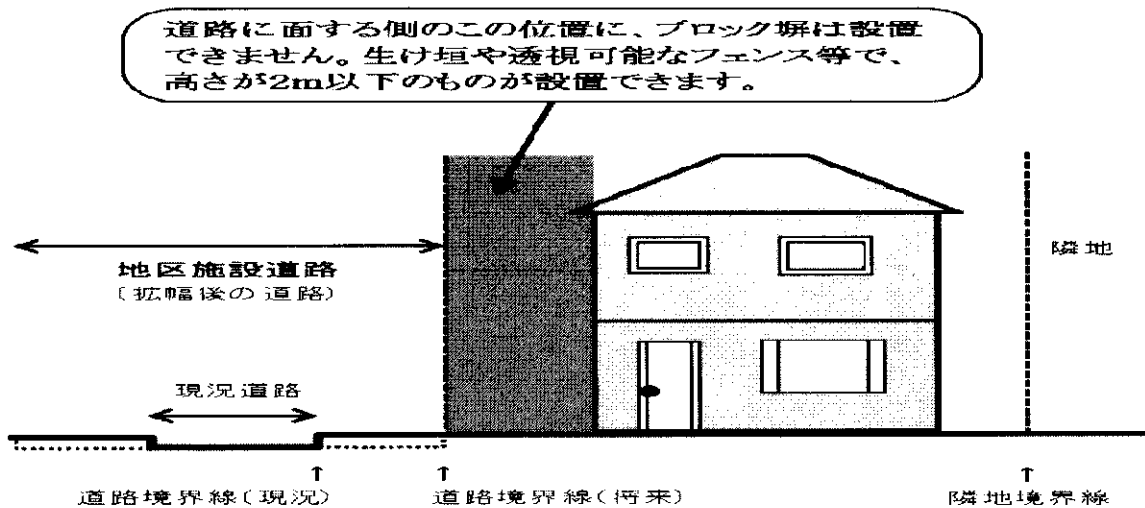 道路に面する側のこの位置に、ブロック塀は設置
できません。生け垣や透視可能なフェンス等で、
高さが2m以下のものが設置できます。
隣地
地区施設道路
(拡幅後の道路)
現況道路
↑ ↑ ↑
道路境界線(現況) 道路境界線(将来) 隣地境界線